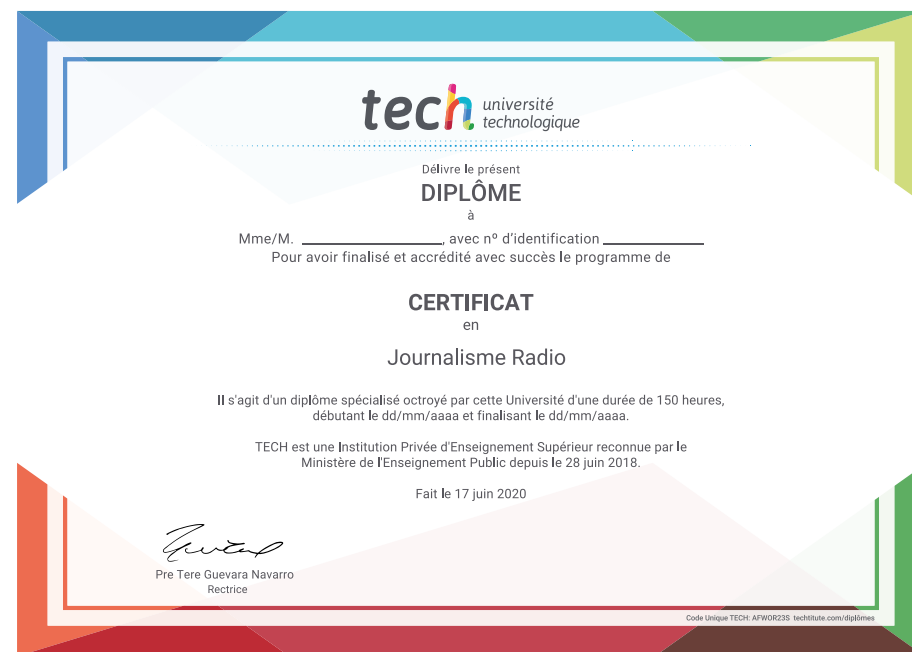 tech université
technologique
Délivre le présent
DIPLÔME
à
Mme/M. ____________________, avec nº d'identification ______________
Pour avoir finalisé et accrédité avec succès le programme de
CERTIFICAT
en
Journalisme Radio
Il s'agit d'un diplôme spécialisé octroyé par cette Université d'une durée de 150 heures,
débutant le dd/mm/aaaa et finalisant le dd/mm/aaaa.
TECH est une Institution Privée d'Enseignement Supérieur reconnue par le
Ministère de l'Enseignement Public depuis le 28 juin 2018.
Fait le 17 juin 2020
Pre Tere Guevara Navarro
Rectrice
Code Unique TECH: AFWOR23S techtitute.com/diplômes